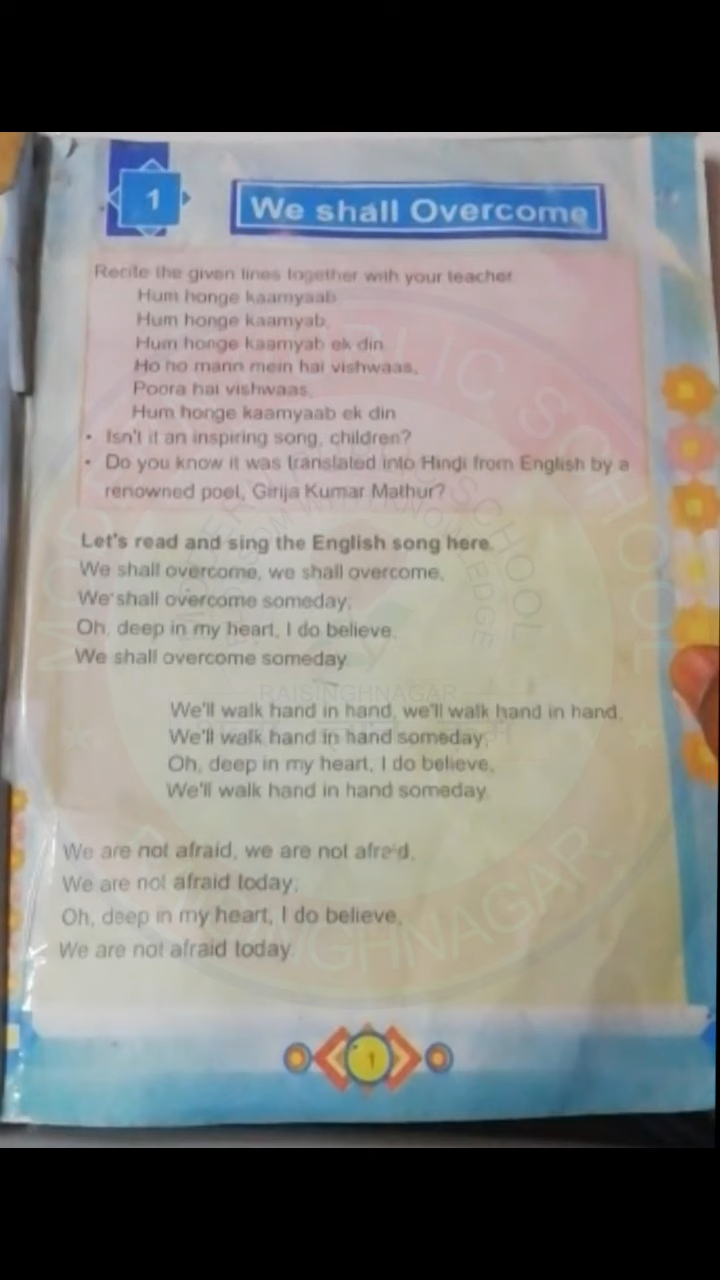 1
We shall Overcome
Recite the given lines together with your teacher.
Hum honge kaamyaab
Hum honge kaamyab,
Hum honge kaamyab ek din
Ho ho mann mein hai vishwaas,
Poora hai vishwaas,
Hum honge kaamyaab ek din
• Isn't it an inspiring song, children?
• Do you know it was translated into Hindi from English by a
renowned poet, Girija Kumar Mathur?
Let's read and sing the English song here.
We shall overcome, we shall overcome,
We shall overcome someday;
Oh, deep in my heart, I do believe,
We shall overcome someday.
We'll walk hand in hand, we'll walk hand in hand,
We'll walk hand in hand someday;
Oh, deep in my heart, I do believe,
We'll walk hand in hand someday.
We are not afraid, we are not afraid,
We are not afraid today;
Oh, deep in my heart, I do believe,
We are not afraid today.
1
PUBLIC SCHOOL
RAISINGHNAGAR